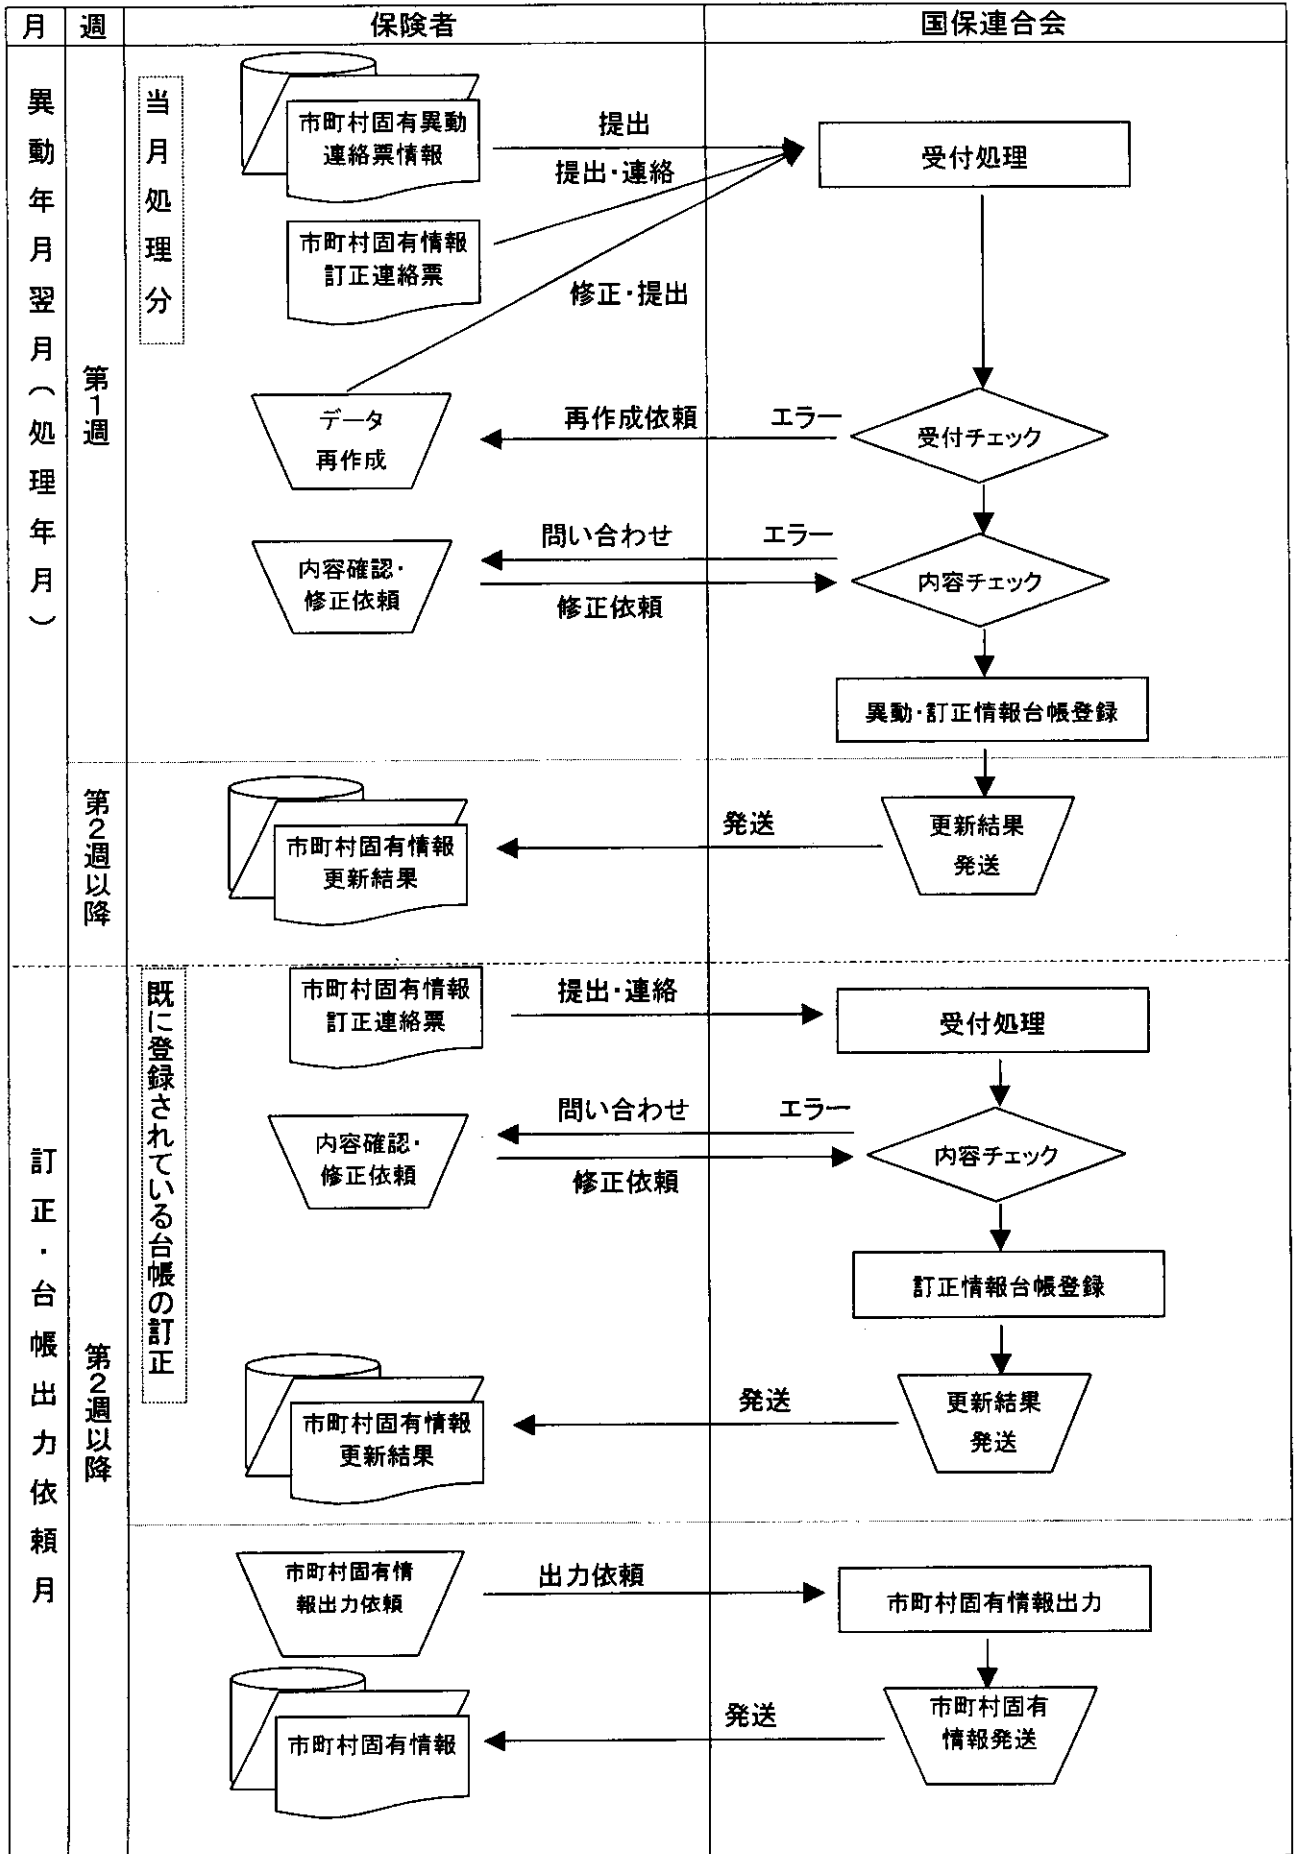 月
週
保険者
国保連合会
異動年月翌月（処理年月）
第1週
当月処理分
市町村固有異動
連絡票情報
提出
受付処理
提出・連絡
市町村固有情報
訂正連絡票
修正・提出
データ
再作成
再作成依頼
エラー
受付チェック
内容確認・
修正依頼
問い合わせ
エラー
修正依頼
内容チェック
異動・訂正情報台帳登録
第2週以降
市町村固有情報
更新結果
発送
更新結果
発送
訂正・台帳出力依頼月
第2週以降
既に登録されている台帳の訂正
市町村固有情報
訂正連絡票
提出・連絡
受付処理
内容確認・
修正依頼
問い合わせ
エラー
修正依頼
内容チェック
訂正情報台帳登録
市町村固有情報
更新結果
発送
更新結果
発送
市町村固有情
報出力依頼
出力依頼
市町村固有情報出力
市町村固有情報
発送
市町村固有
情報発送